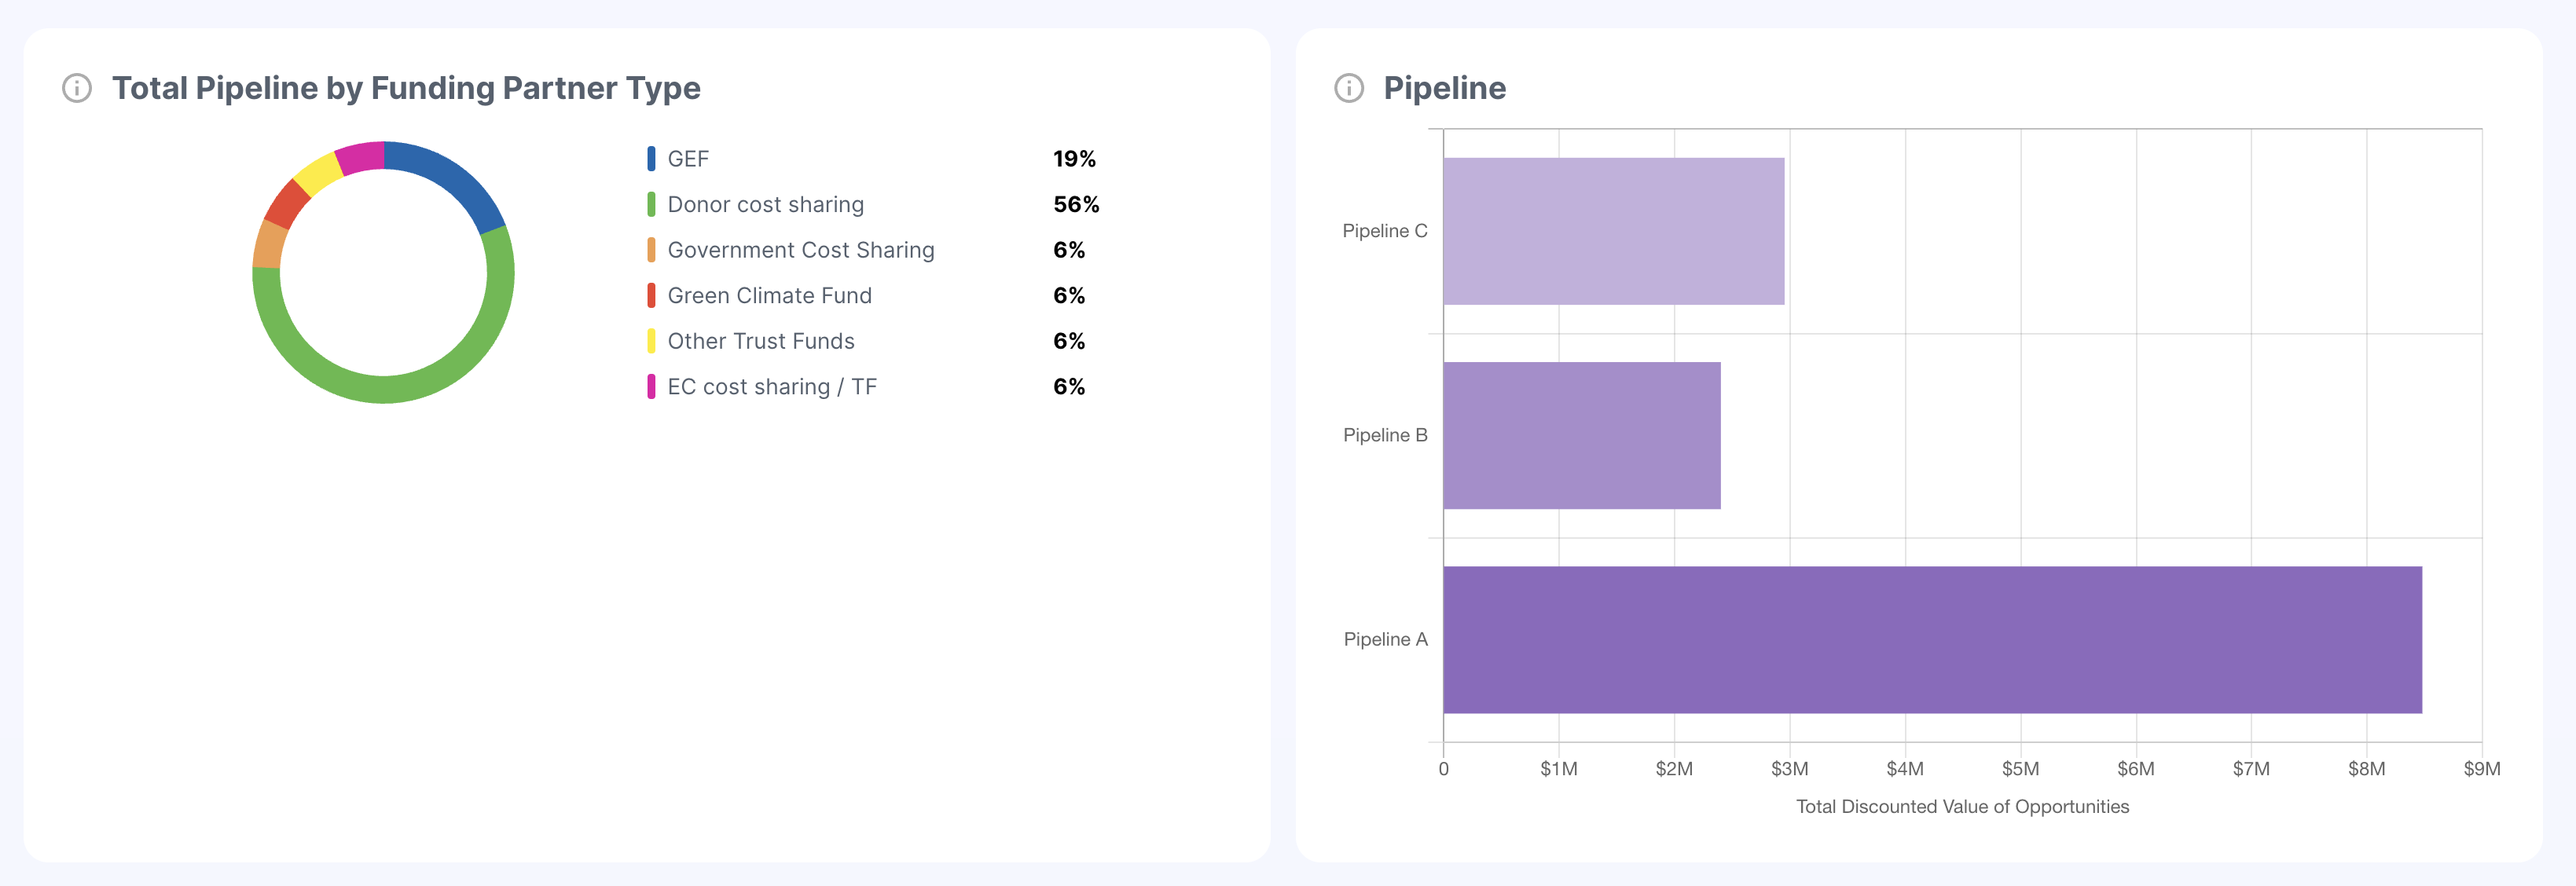 Total Pipeline by Funding Partner Type
GEF 19%
Donor cost sharing 56%
Government Cost Sharing 6%
Green Climate Fund 6%
Other Trust Funds 6%
EC cost sharing / TF 6%
Pipeline
Pipeline C
Pipeline B
Pipeline A
0 $1M $2M $3M $4M $5M $6M $7M $8M $9M
Total Discounted Value of Opportunities